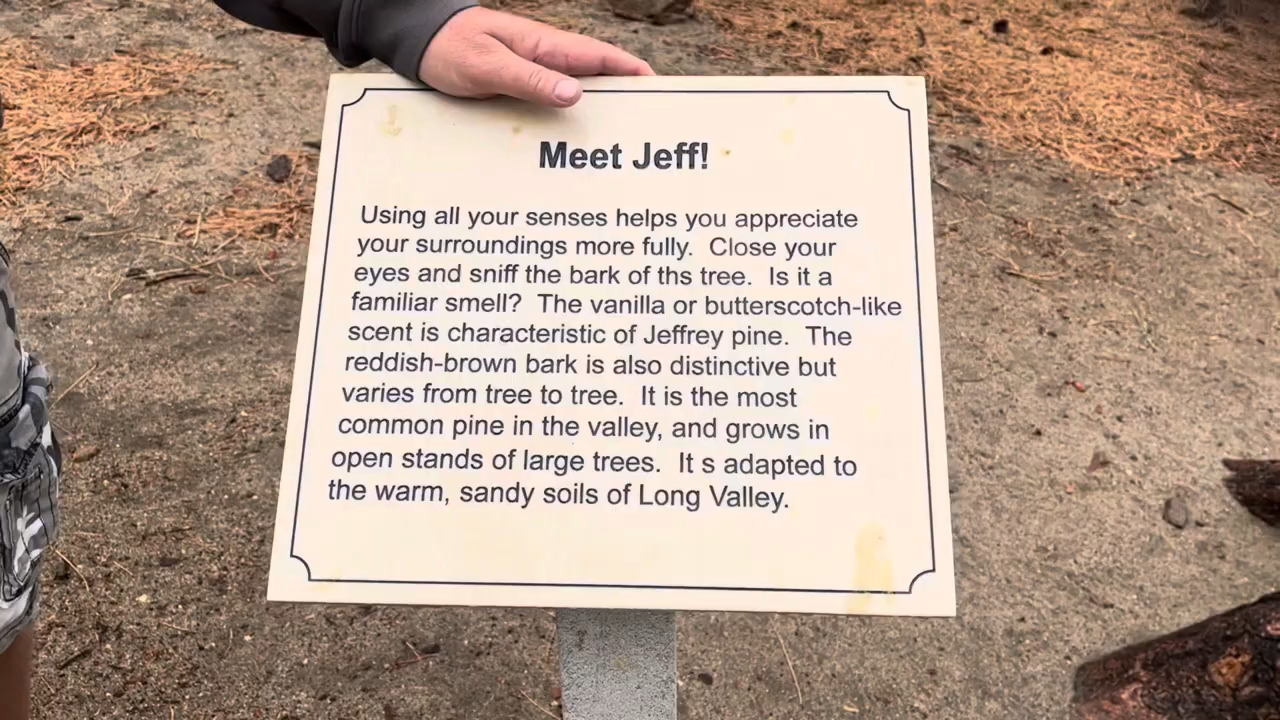 Meet Jeff!
Using all your senses helps you appreciate
your surroundings more fully.  Close your
eyes and sniff the bark of ths tree.  Is it a
familiar smell?  The vanilla or butterscotch-like
scent is characteristic of Jeffrey pine.  The
reddish-brown bark is also distinctive but
varies from tree to tree.  It is the most
common pine in the valley, and grows in
open stands of large trees.  It s adapted to
the warm, sandy soils of Long Valley.